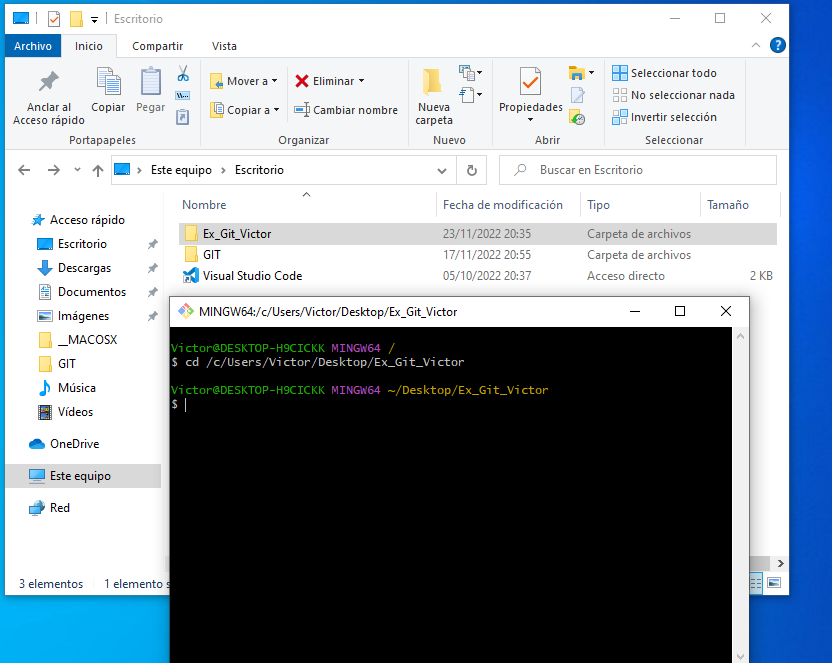 Escritorio
Archivo Inicio Compartir Vista
Anclar al Acceso rápido
Copiar
Pegar
Mover a
Copiar a
Eliminar
Cambiar nombre
Nueva carpeta
Propiedades
Seleccionar todo
No seleccionar nada
Invertir selección
Portapapeles Organizar Nuevo Abrir Seleccionar
Este equipo > Escritorio
Buscar en Escritorio
Nombre Fecha de modificación Tipo Tamaño
Ex_Git_Victor 23/11/2022 20:35 Carpeta de archivos
GIT 17/11/2022 20:55 Carpeta de archivos
Visual Studio Code 05/10/2022 20:37 Acceso directo 2 KB
Acceso rápido
Escritorio
Descargas
Documentos
Imágenes
__MACOSX
GIT
Música
Vídeos
OneDrive
Este equipo
Red
3 elementos 1 elemento s
MINGW64:/c/Users/Victor/Desktop/Ex_Git_Victor
Victor@DESKTOP-H9CICKK MINGW64 /
$ cd /c/Users/Victor/Desktop/Ex_Git_Victor
Victor@DESKTOP-H9CICKK MINGW64 ~/Desktop/Ex_Git_Victor
$